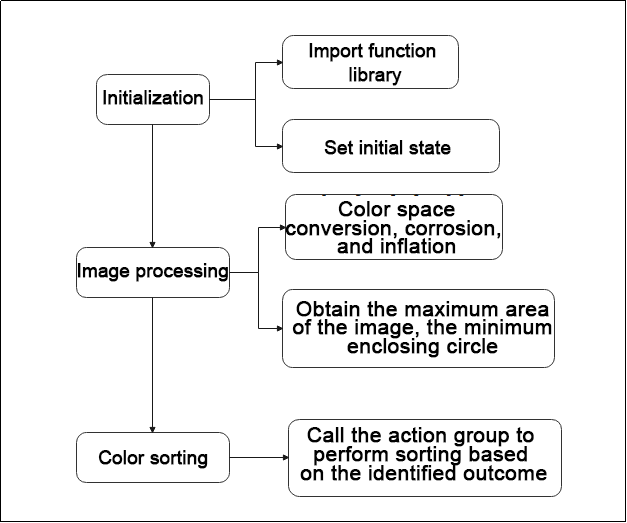 Import function
library
Initialization
Set initial state
Color space
conversion, corrosion,
and inflation
Image processing
Obtain the maximum area
of the image, the minimum
enclosing circle
Call the action group to
perform sorting based
on the identified outcome
Color sorting